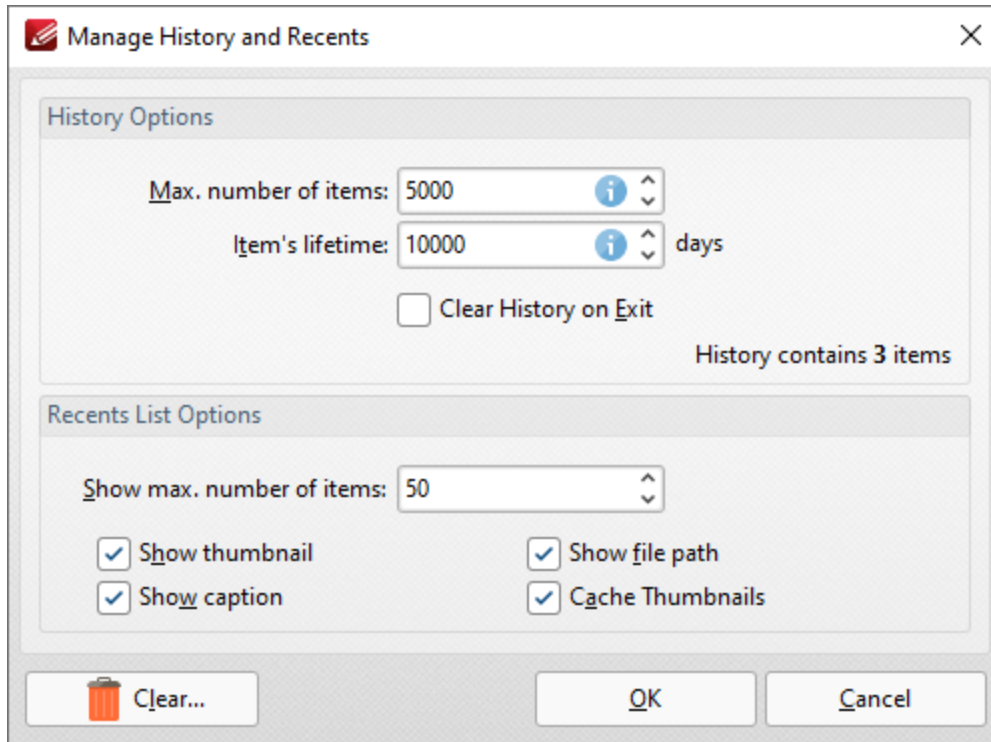 Manage History and Recents
History Options
Max. number of items: 5000
Item's lifetime: 10000 days
Clear History on Exit
History contains 3 items
Recents List Options
Show max. number of items: 50
Show thumbnail Show file path
Show caption Cache Thumbnails
Clear... OK Cancel